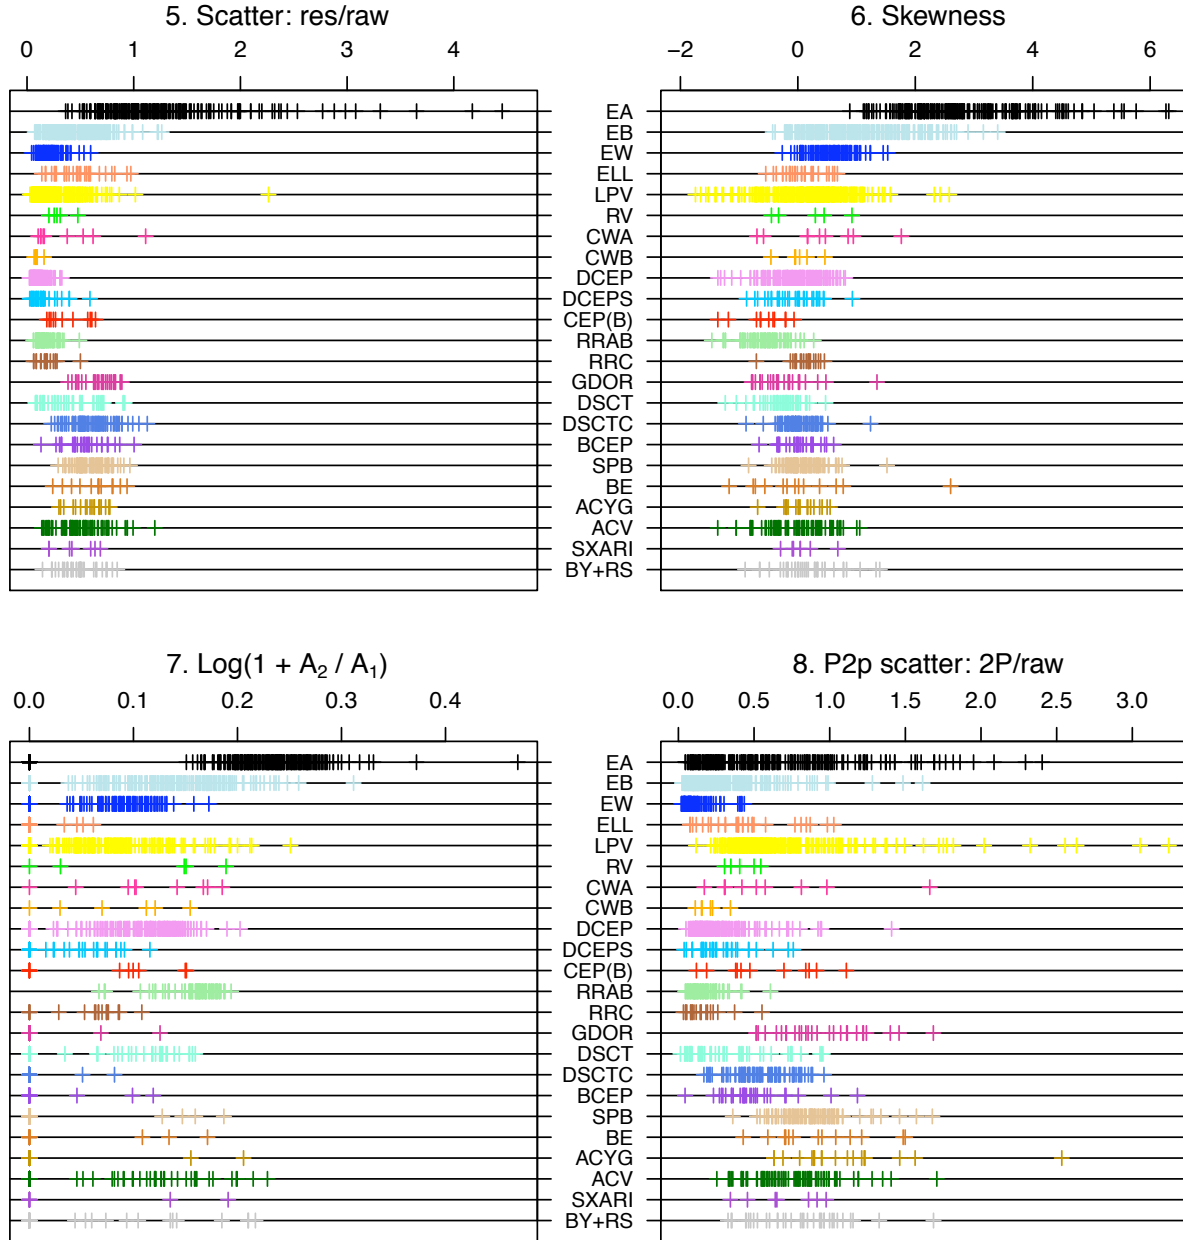 5. Scatter: res/raw
6. Skewness
0 1 2 3 4
−2 0 2 4 6
EA
EB
EW
ELL
LPV
RV
CWA
CWB
DCEP
DCEPS
CEP(B)
RRAB
RRC
GDOR
DSCT
DSCTC
BCEP
SPB
BE
ACYG
ACV
SXARI
BY+RS
7. Log(1 + A₂ / A₁)
8. P2p scatter: 2P/raw
0.0 0.1 0.2 0.3 0.4
0.0 0.5 1.0 1.5 2.0 2.5 3.0
EA
EB
EW
ELL
LPV
RV
CWA
CWB
DCEP
DCEPS
CEP(B)
RRAB
RRC
GDOR
DSCT
DSCTC
BCEP
SPB
BE
ACYG
ACV
SXARI
BY+RS